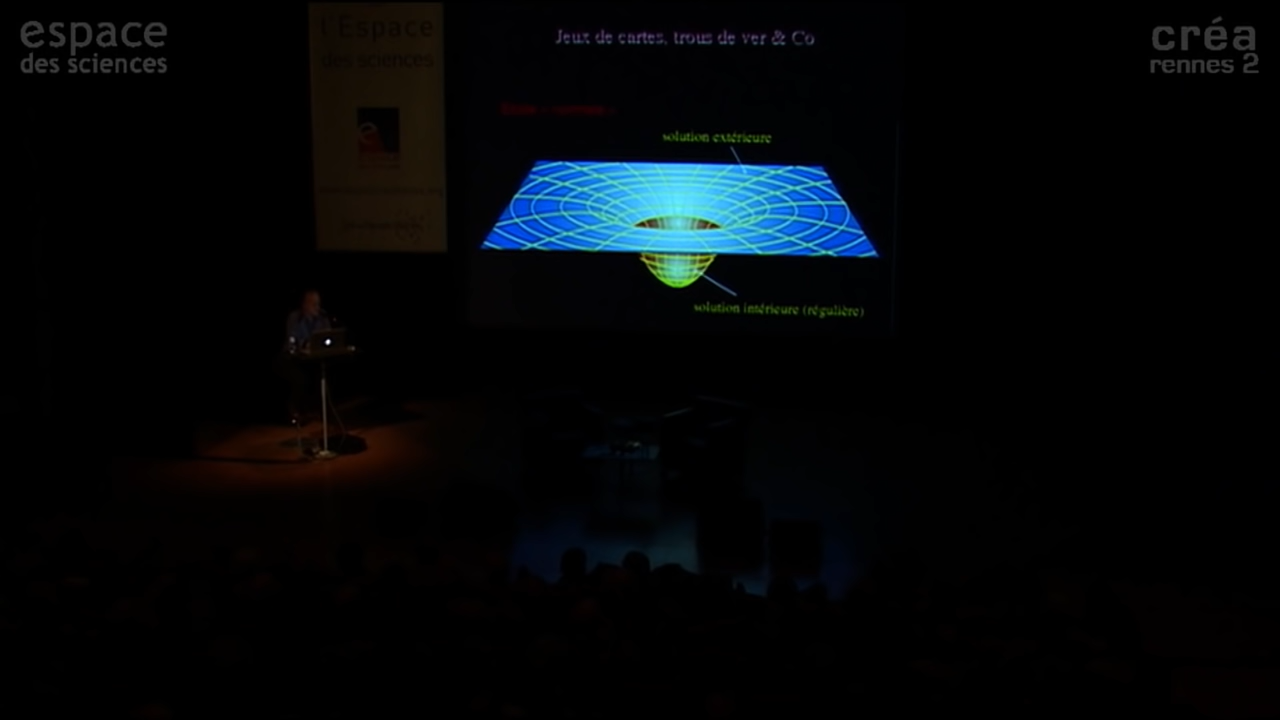 espace
des sciences
l'Espace
des sciences
créa
rennes 2
Jeux de cartes, trous de ver & Co
solution extérieure
solution intérieure (régulière)